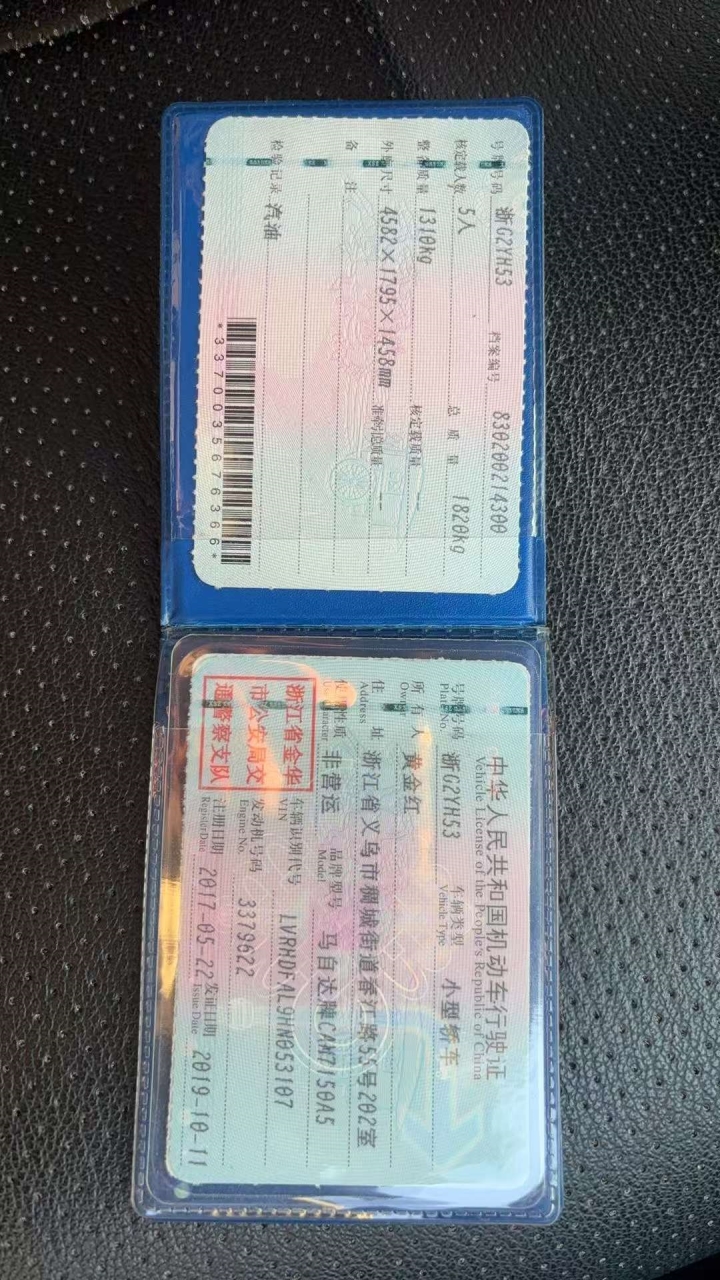 号牌号码 浙G2YH53 档案编号 830200214300
核定载人数 5人 总质量 1820kg
整备质量 1310kg 核定载质量 --
外廓尺寸 4582×1795×1458mm 准牵引总质量 --
备注
检验记录 汽油
*3370035676366*
中华人民共和国机动车行驶证
Vehicle License of the People's Republic of China
号牌号码 浙G2YH53 车辆类型 小型轿车
Plate No. Vehicle Type
所有人 黄金红
Owner
住址 浙江省义乌市稠城街道香江路55号202室
Address
使用性质 非营运 品牌型号 马自达牌CAM7150A5
Use Character Model
浙江省金华
市公安局交
通警察支队
车辆识别代号 LVRHDFAL9HN053107
VIN
发动机号码 3379622
Engine No.
注册日期 2017-05-22 发证日期 2019-10-11
Register Date Issue Date